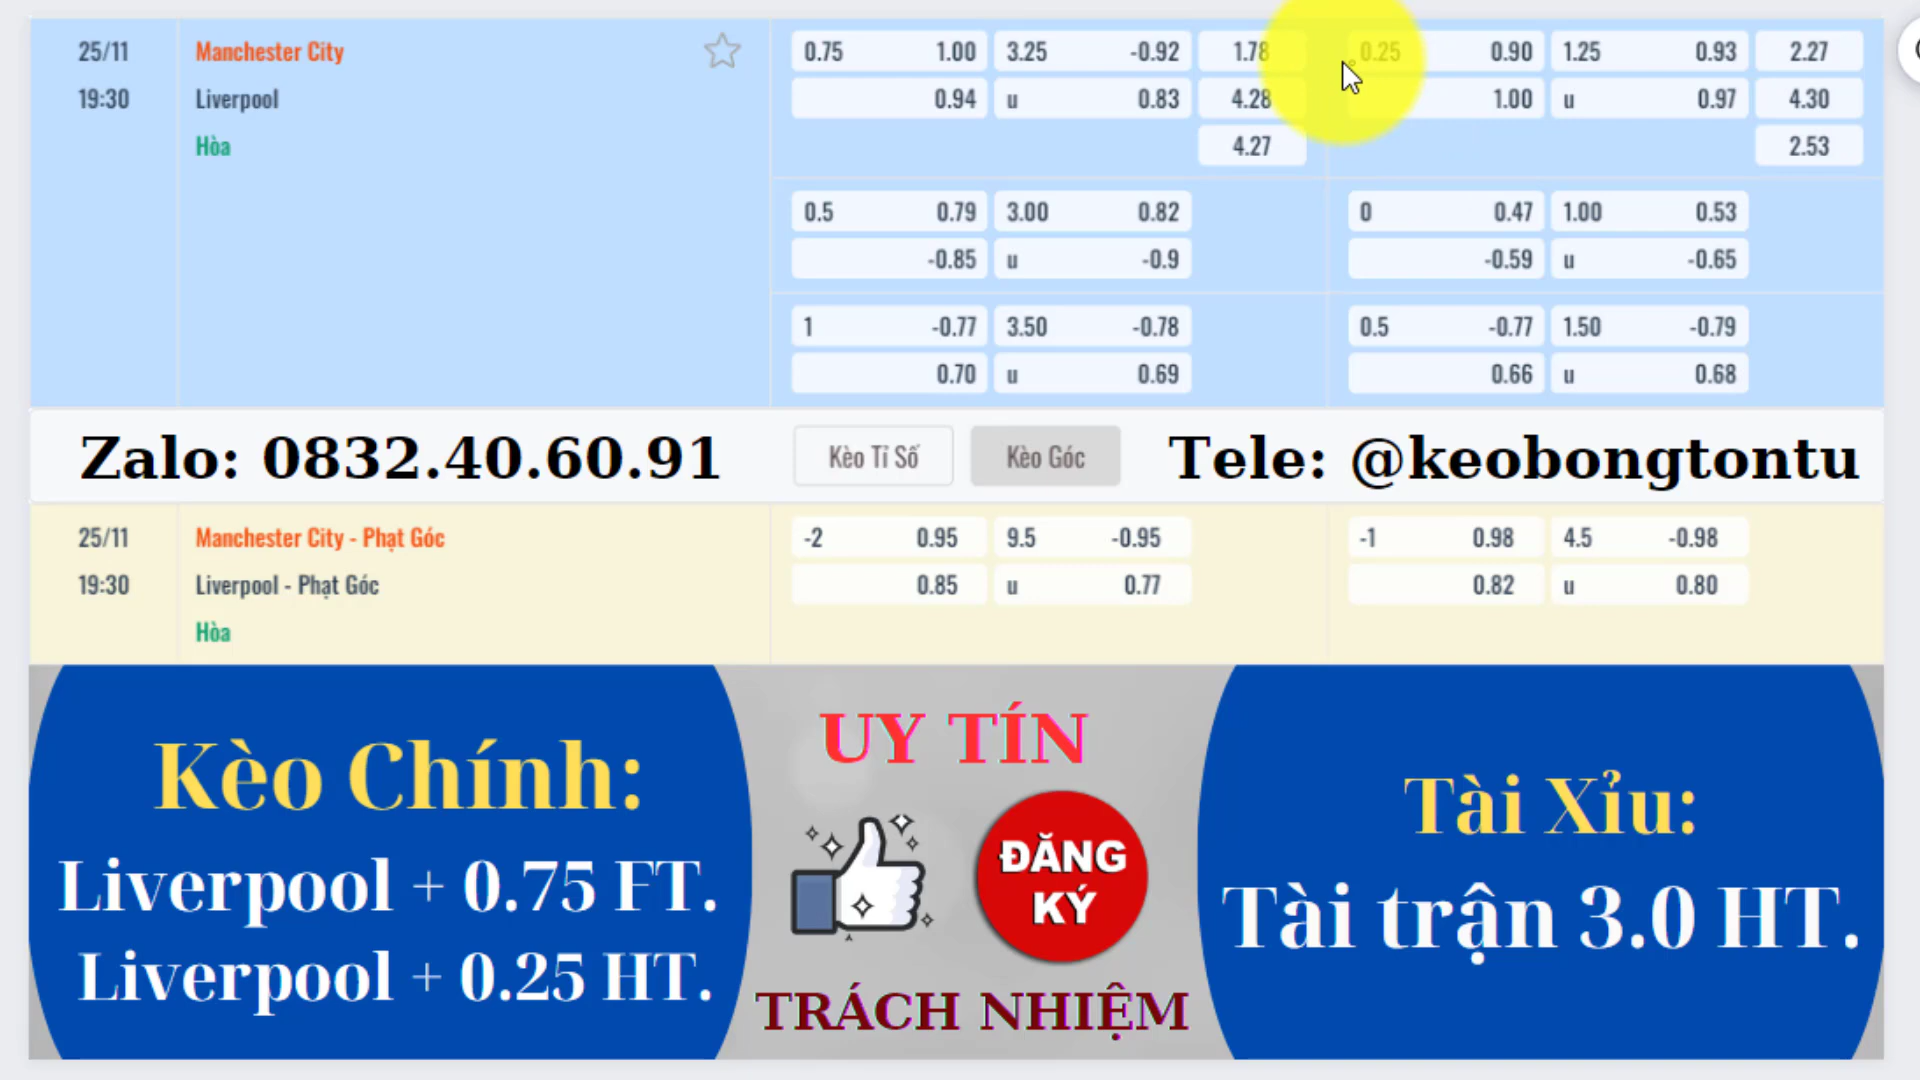 25/11 Manchester City 0.75 1.00 3.25 -0.92 1.78 0.25 0.90 1.25 0.93 2.27
19:30 Liverpool 0.94 u 0.83 4.28 1.00 u 0.97 4.30
Hòa 4.27 2.53
0.5 0.79 3.00 0.82 0 0.47 1.00 0.53
-0.85 u -0.9 -0.59 u -0.65
1 -0.77 3.50 -0.78 0.5 -0.77 1.50 -0.79
0.70 u 0.69 0.66 u 0.68
Zalo: 0832.40.60.91 Kèo Tỉ Số Kèo Góc Tele: @keobongtontu
25/11 Manchester City - Phạt Góc -2 0.95 9.5 -0.95 -1 0.98 4.5 -0.98
19:30 Liverpool - Phạt Góc 0.85 u 0.77 0.82 u 0.80
Hòa
Kèo Chính:
Liverpool + 0.75 FT.
Liverpool + 0.25 HT.
UY TÍN
ĐĂNG
KÝ
TRÁCH NHIỆM
Tài Xỉu:
Tài trận 3.0 HT.